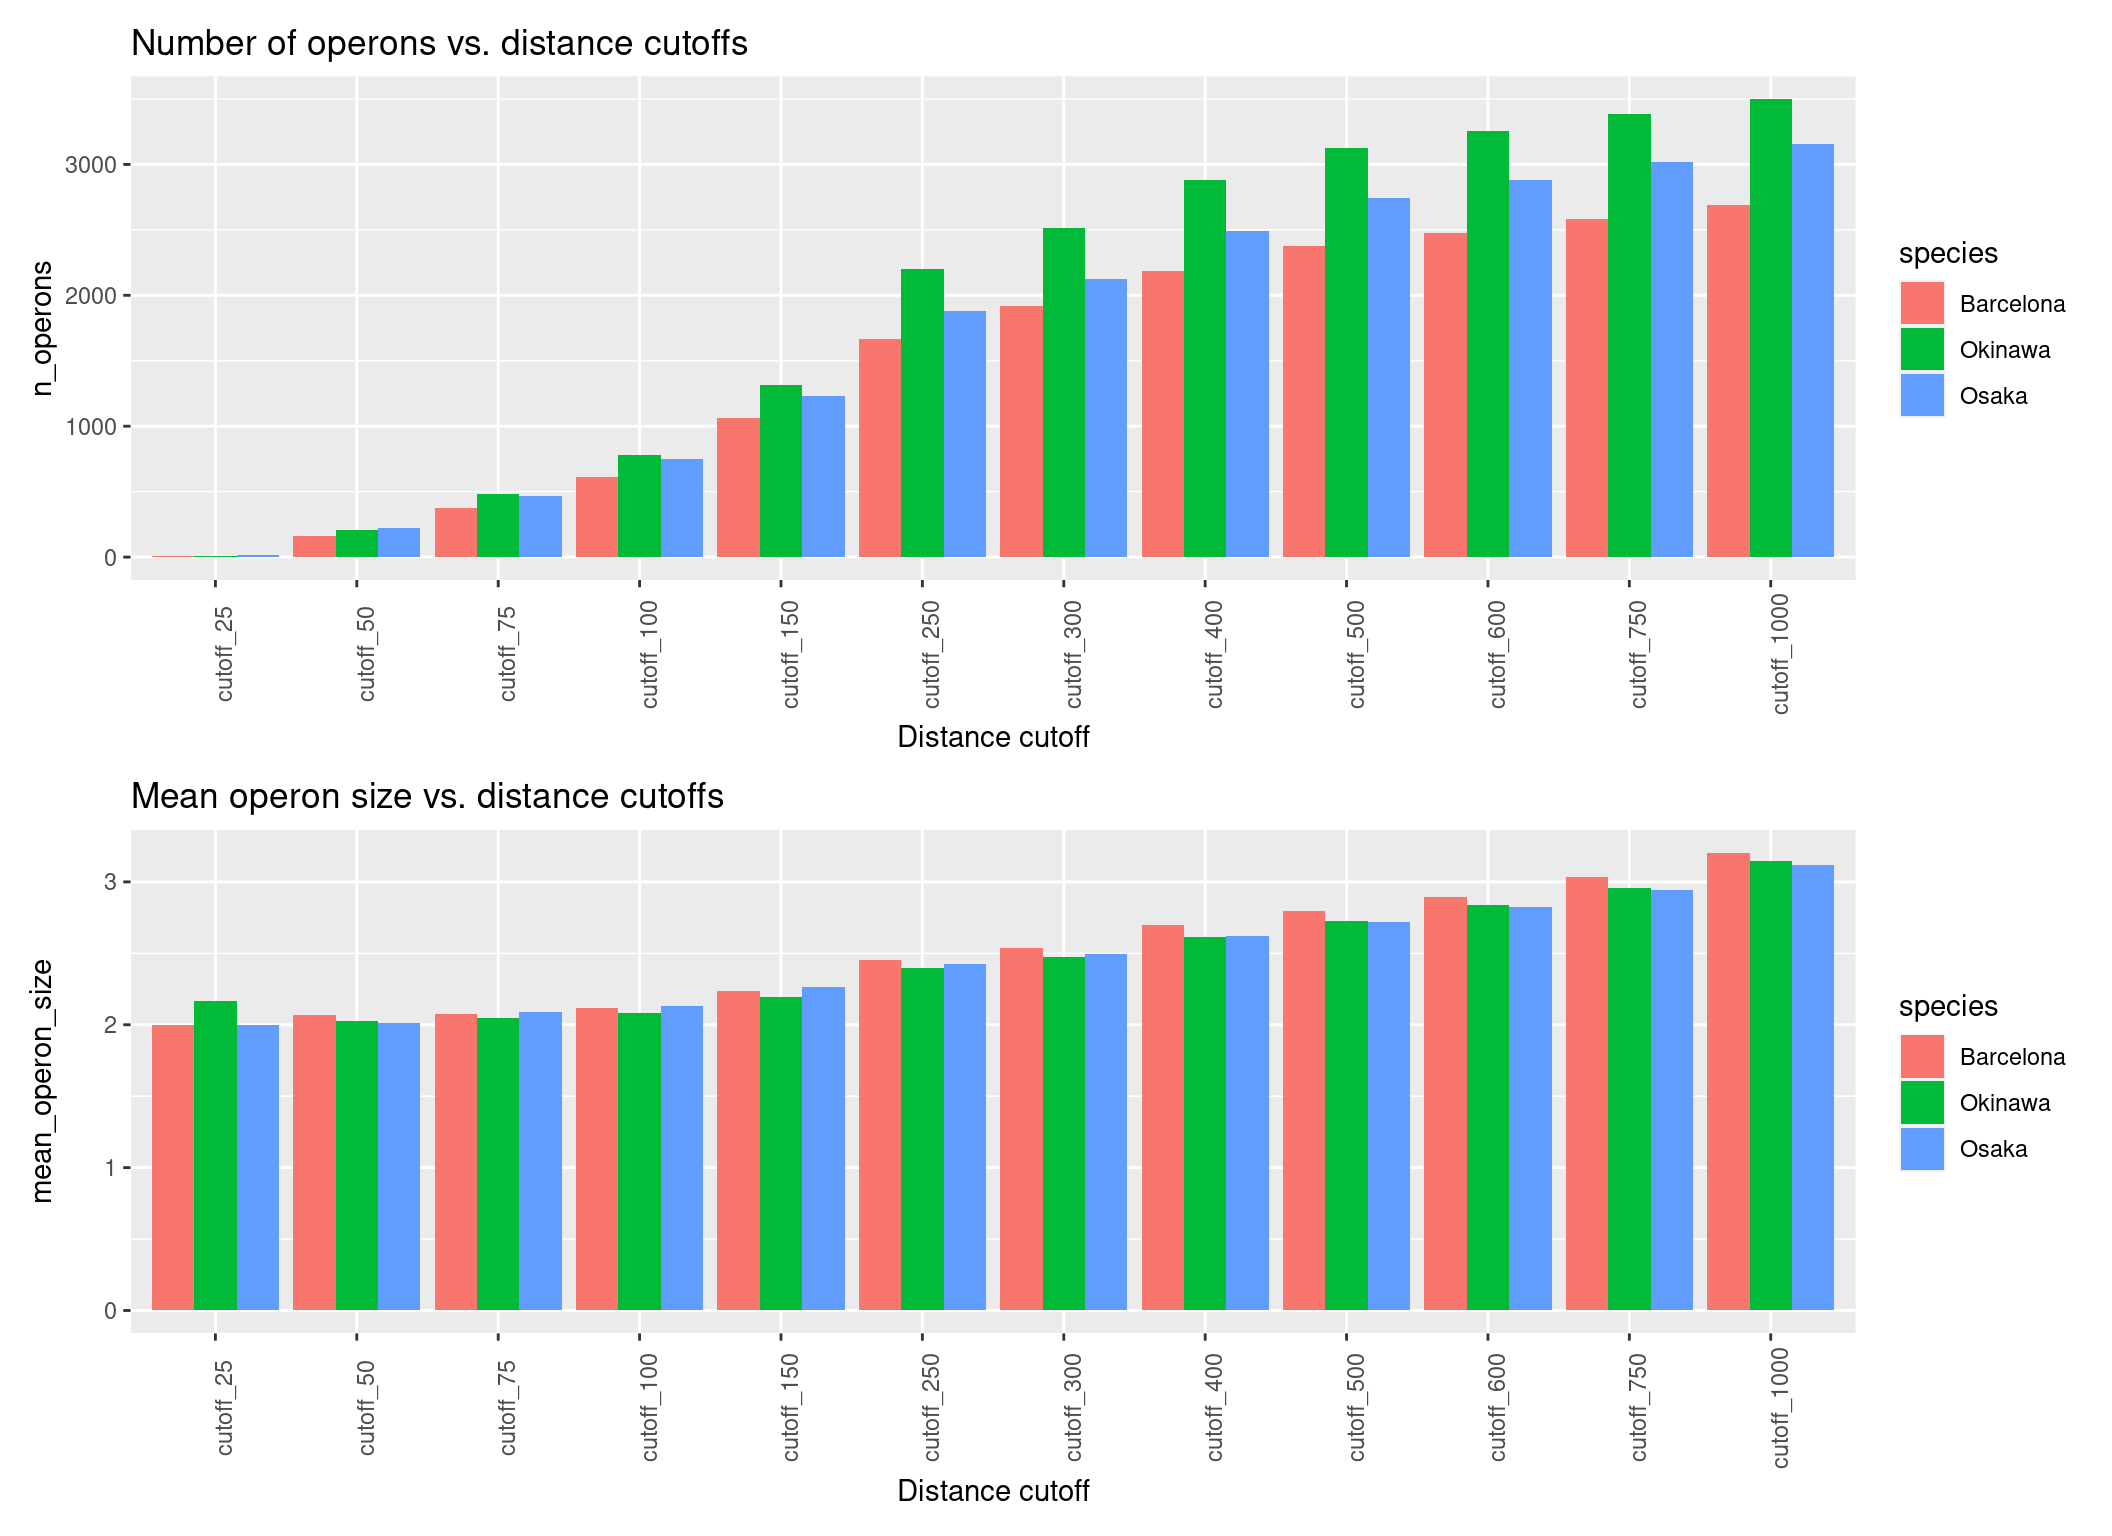 Number of operons vs. distance cutoffs
n_operons
3000
2000
1000
0
cutoff_25
cutoff_50
cutoff_75
cutoff_100
cutoff_150
cutoff_250
cutoff_300
cutoff_400
cutoff_500
cutoff_600
cutoff_750
cutoff_1000
Distance cutoff
species
Barcelona
Okinawa
Osaka
Mean operon size vs. distance cutoffs
mean_operon_size
3
2
1
0
cutoff_25
cutoff_50
cutoff_75
cutoff_100
cutoff_150
cutoff_250
cutoff_300
cutoff_400
cutoff_500
cutoff_600
cutoff_750
cutoff_1000
Distance cutoff
species
Barcelona
Okinawa
Osaka